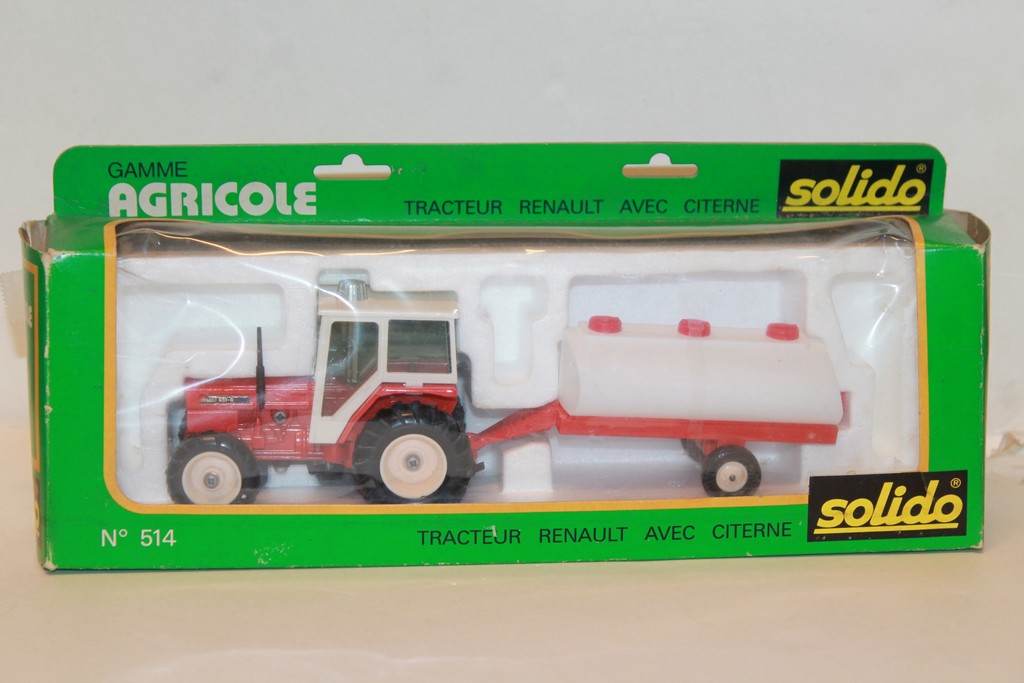 GAMME
AGRICOLE
TRACTEUR RENAULT AVEC CITERNE
solido®
N° 514
TRACTEUR RENAULT AVEC CITERNE
solido®